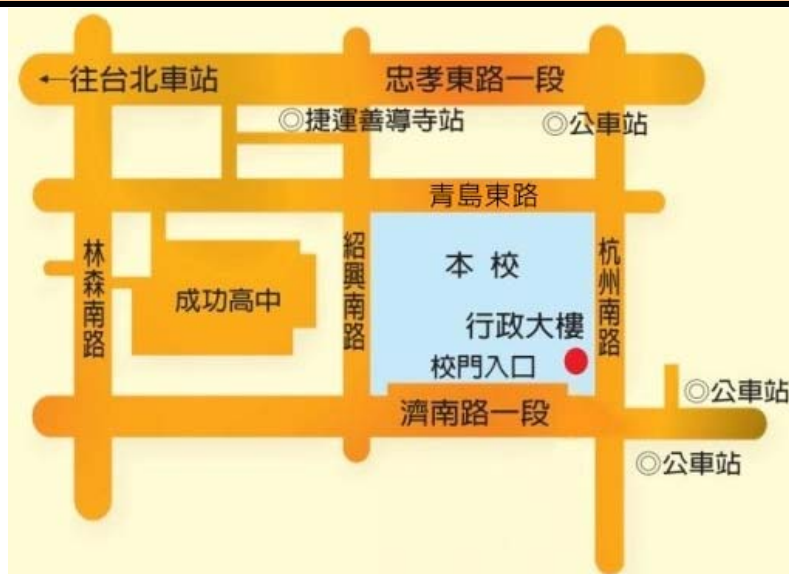 ←往台北車站
忠孝東路一段
◎捷運善導寺站
◎公車站
青島東路
林森南路
紹興南路
杭州南路
本校
成功高中
行政大樓
校門入口
濟南路一段
◎公車站
◎公車站